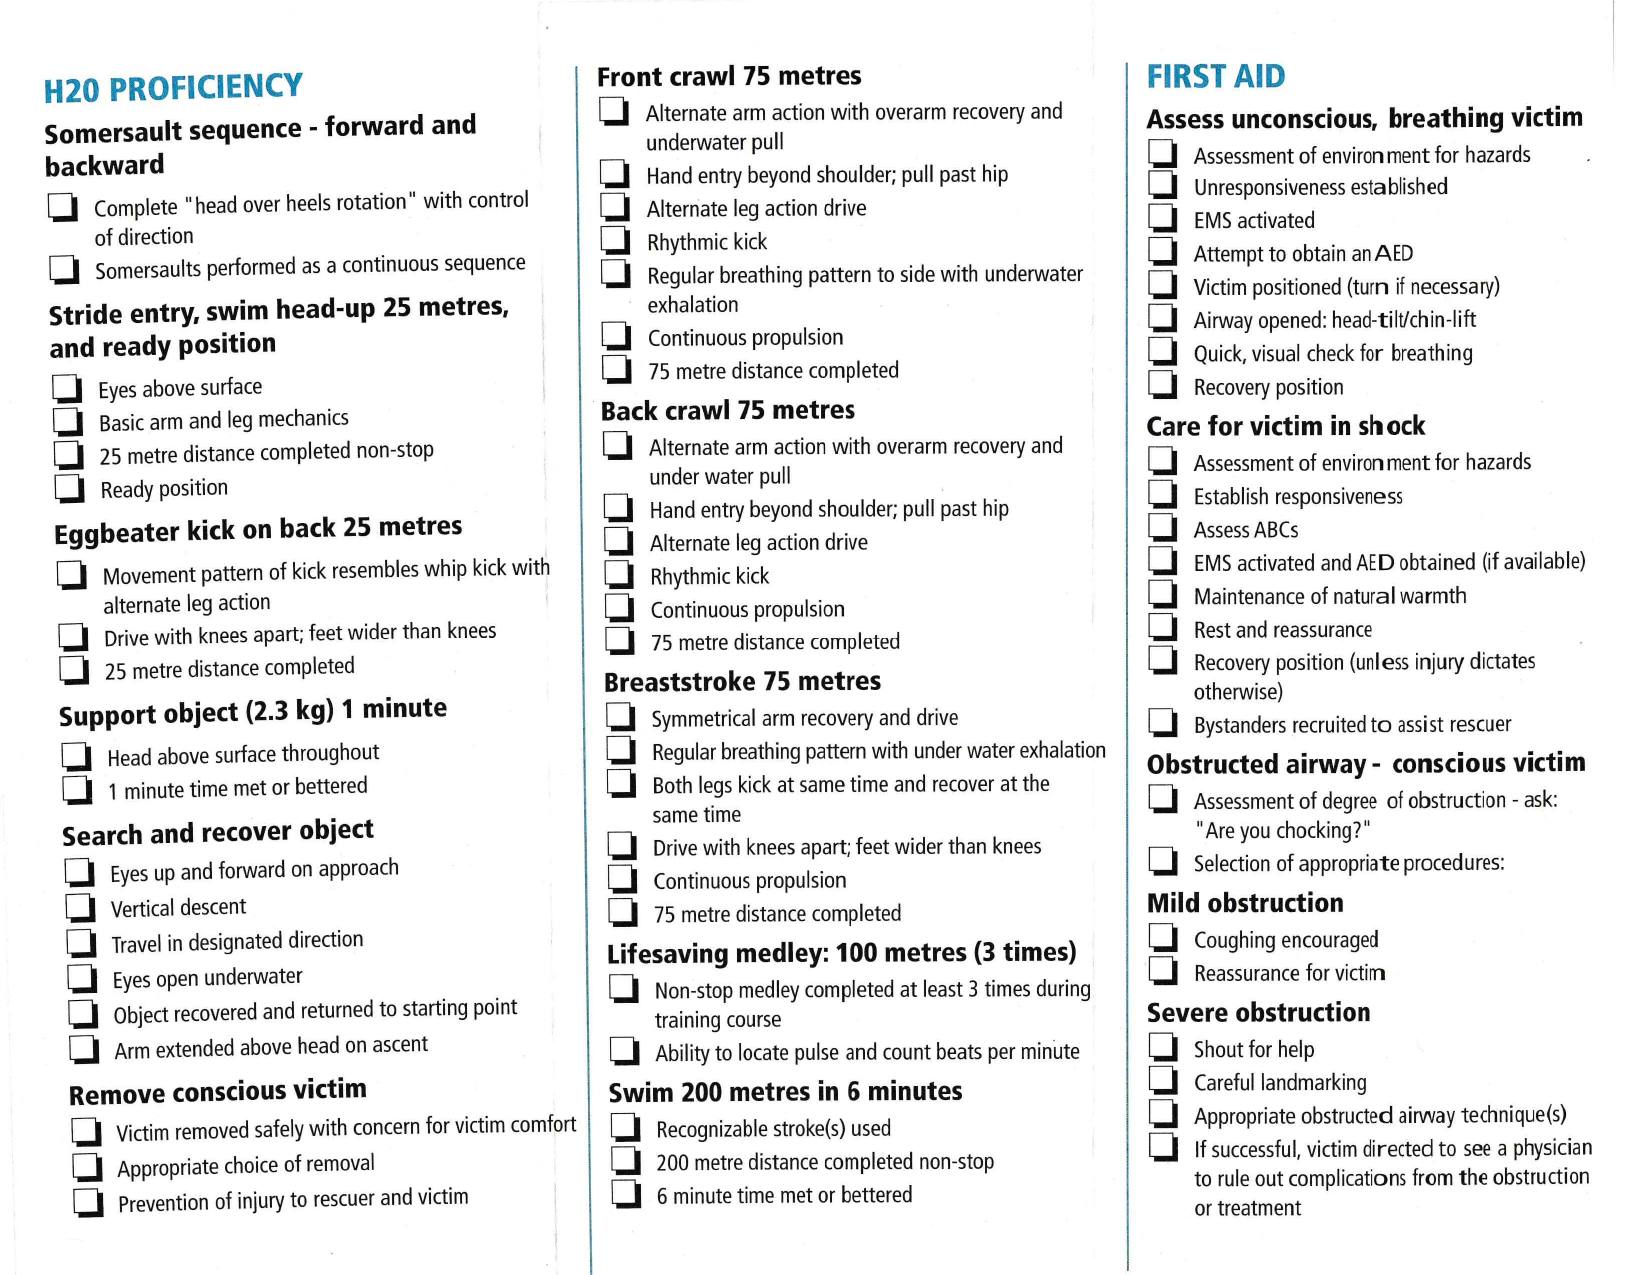 H20 PROFICIENCY
Somersault sequence - forward and
backward
Complete "head over heels rotation" with control
of direction
Somersaults performed as a continuous sequence
Stride entry, swim head-up 25 metres,
and ready position
Eyes above surface
Basic arm and leg mechanics
25 metre distance completed non-stop
Ready position
Eggbeater kick on back 25 metres
Movement pattern of kick resembles whip kick with
alternate leg action
Drive with knees apart; feet wider than knees
25 metre distance completed
Support object (2.3 kg) 1 minute
Head above surface throughout
1 minute time met or bettered
Search and recover object
Eyes up and forward on approach
Vertical descent
Travel in designated direction
Eyes open underwater
Object recovered and returned to starting point
Arm extended above head on ascent
Remove conscious victim
Victim removed safely with concern for victim comfort
Appropriate choice of removal
Prevention of injury to rescuer and victim
Front crawl 75 metres
Alternate arm action with overarm recovery and
underwater pull
Hand entry beyond shoulder; pull past hip
Alternate leg action drive
Rhythmic kick
Regular breathing pattern to side with underwater
exhalation
Continuous propulsion
75 metre distance completed
Back crawl 75 metres
Alternate arm action with overarm recovery and
under water pull
Hand entry beyond shoulder; pull past hip
Alternate leg action drive
Rhythmic kick
Continuous propulsion
75 metre distance completed
Breaststroke 75 metres
Symmetrical arm recovery and drive
Regular breathing pattern with under water exhalation
Both legs kick at same time and recover at the
same time
Drive with knees apart; feet wider than knees
Continuous propulsion
75 metre distance completed
Lifesaving medley: 100 metres (3 times)
Non-stop medley completed at least 3 times during
training course
Ability to locate pulse and count beats per minute
Swim 200 metres in 6 minutes
Recognizable stroke(s) used
200 metre distance completed non-stop
6 minute time met or bettered
FIRST AID
Assess unconscious, breathing victim
Assessment of environment for hazards
Unresponsiveness established
EMS activated
Attempt to obtain an AED
Victim positioned (turn if necessary)
Airway opened: head-tilt/chin-lift
Quick, visual check for breathing
Recovery position
Care for victim in shock
Assessment of environment for hazards
Establish responsiveness
Assess ABCs
EMS activated and AED obtained (if available)
Maintenance of natural warmth
Rest and reassurance
Recovery position (unless injury dictates
otherwise)
Bystanders recruited to assist rescuer
Obstructed airway - conscious victim
Assessment of degree of obstruction - ask:
"Are you chocking?"
Selection of appropriate procedures:
Mild obstruction
Coughing encouraged
Reassurance for victim
Severe obstruction
Shout for help
Careful landmarking
Appropriate obstructed airway technique(s)
If successful, victim directed to see a physician
to rule out complications from the obstruction
or treatment